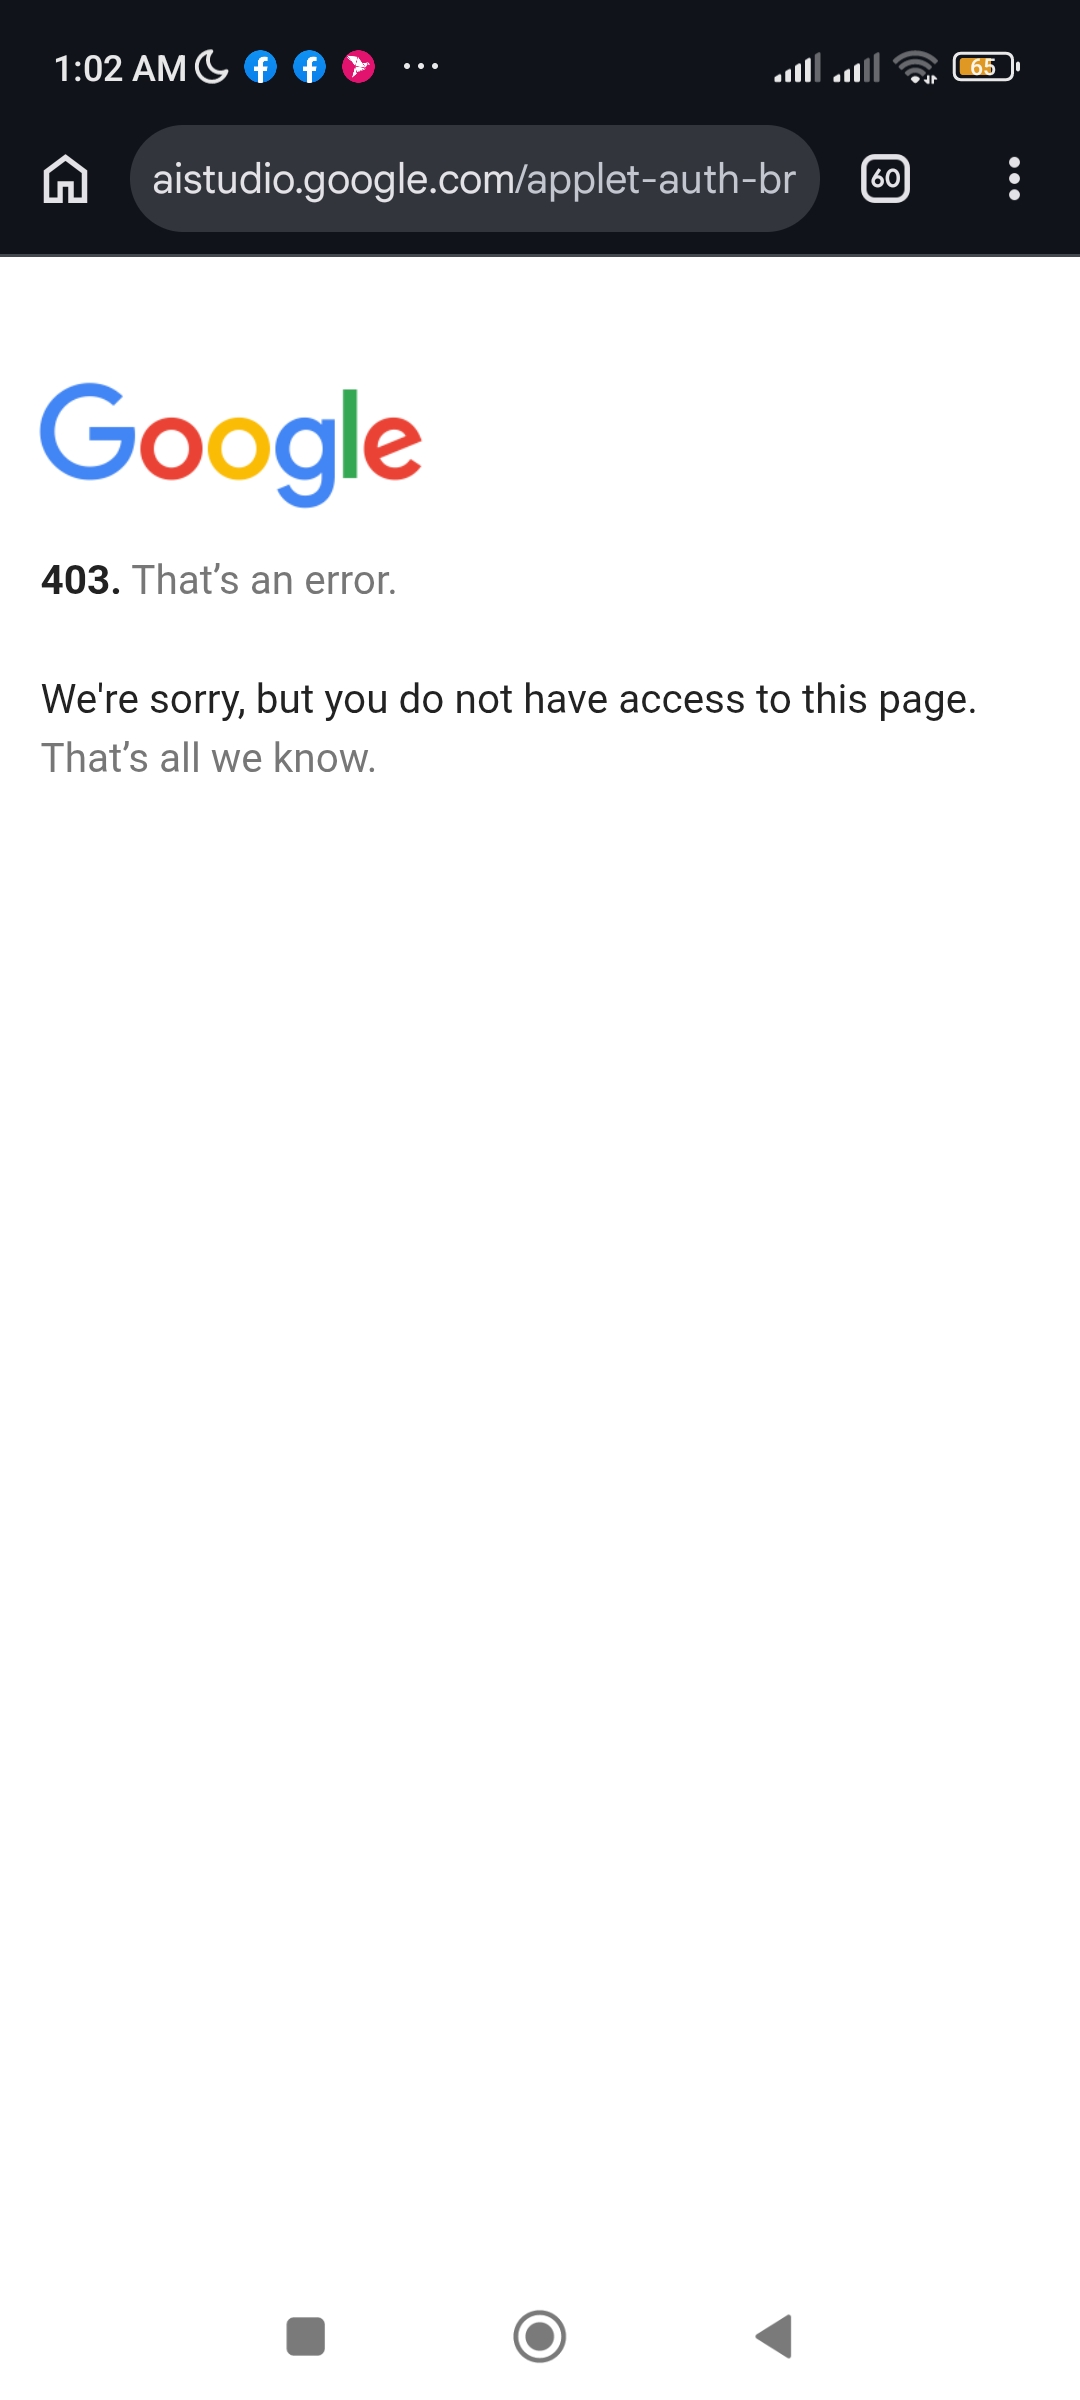 1:02 AM
65
aistudio.google.com/applet-auth-br
60
Google
403. That’s an error.
We're sorry, but you do not have access to this page.
That’s all we know.